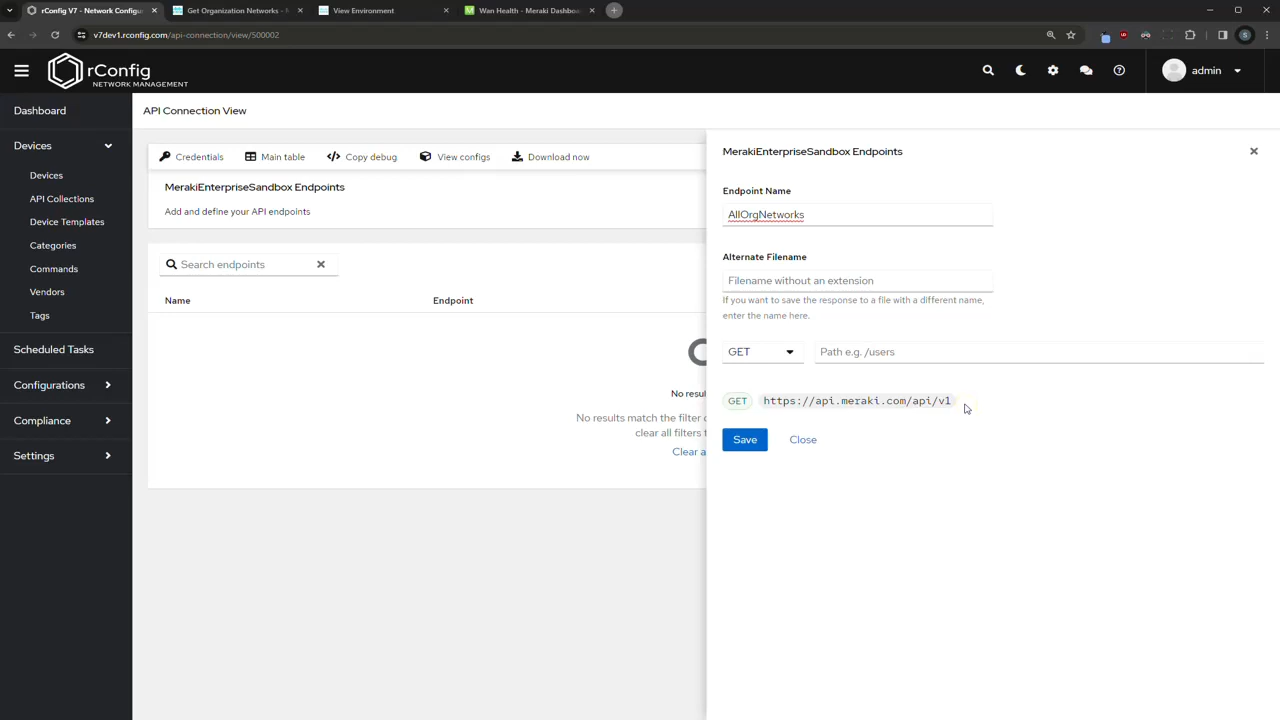 rConfig V7 - Network Configu
Get Organization Networks -
View Environment
Wan Health - Meraki Dashboa
v7dev1.rconfig.com/api-connection/view/500002
S
rConfig
NETWORK MANAGEMENT
admin
Dashboard
Devices
Devices
API Collections
Device Templates
Categories
Commands
Vendors
Tags
Scheduled Tasks
Configurations
Compliance
Settings
API Connection View
Credentials
Main table
Copy debug
View configs
Download now
MerakiEnterpriseSandbox Endpoints
Add and define your API endpoints
Search endpoints
Name
Endpoint
No resul
No results match the filter c
clear all filters t
Clear a
MerakiEnterpriseSandbox Endpoints
Endpoint Name
AllOrgNetworks
Alternate Filename
Filename without an extension
If you want to save the response to a file with a different name,
enter the name here.
GET
Path e.g. /users
GET
https://api.meraki.com/api/v1
Save
Close